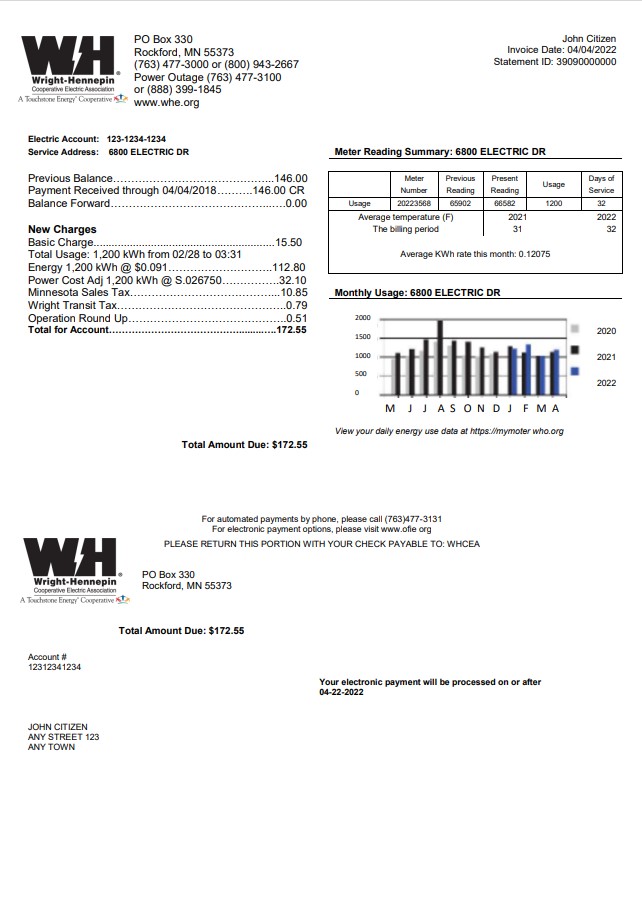 WH
Wright-Hennepin
Cooperative Electric Association
A Touchstone Energy® Cooperative
PO Box 330
Rockford, MN 55373
(763) 477-3000 or (800) 943-2667
Power Outage (763) 477-3100
or (888) 399-1845
www.whe.org
John Citizen
Invoice Date: 04/04/2022
Statement ID: 39090000000
Electric Account: 123-1234-1234
Service Address: 6800 ELECTRIC DR
Previous Balance...............................146.00
Payment Received through 04/04/2018.........146.00 CR
Balance Forward...............................0.00
New Charges
Basic Charge...............................15.50
Total Usage: 1,200 kWh from 02/28 to 03:31
Energy 1,200 kWh @ $0.091...............................112.80
Power Cost Adj 1,200 kWh @ S.026750............32.10
Minnesota Sales Tax...............................10.85
Wright Transit Tax...............................0.79
Operation Round Up...............................0.51
Total for Account...............................172.55
Total Amount Due: $172.55
Meter Reading Summary: 6800 ELECTRIC DR
Meter Number Previous Reading Present Reading Usage Days of Service
Usage 20223568 65902 66582 1200 32
Average temperature (F) 2021 2022
The billing period 31 32
Average KWh rate this month: 0.12075
Monthly Usage: 6800 ELECTRIC DR
2000
1500
1000
500
0
M J J A S O N D J F M A
2020
2021
2022
View your daily energy use data at https://mymoter who.org
For automated payments by phone, please call (763)477-3131
For electronic payment options, please visit www.ofie org
PLEASE RETURN THIS PORTION WITH YOUR CHECK PAYABLE TO: WHCEA
WH
Wright-Hennepin
Cooperative Electric Association
A Touchstone Energy® Cooperative
PO Box 330
Rockford, MN 55373
Total Amount Due: $172.55
Account #
12312341234
Your electronic payment will be processed on or after
04-22-2022
JOHN CITIZEN
ANY STREET 123
ANY TOWN